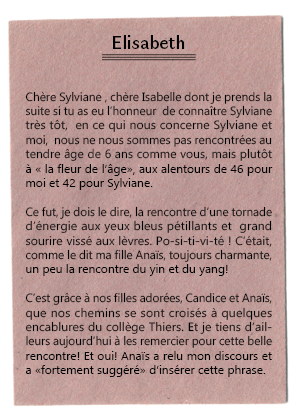 Elisabeth
Chère Sylviane , chère Isabelle dont je prends la
suite si tu as eu l'honneur de connaître Sylviane
très tôt, en ce qui nous concerne Sylviane et
moi, nous ne nous sommes pas rencontrées au
tendre âge de 6 ans comme vous, mais plutôt
à « la fleur de l'âge», aux alentours de 46 pour
moi et 42 pour Sylviane.
Ce fut, je dois le dire, la rencontre d'une tornade
d'énergie aux yeux bleus pétillants et grand
sourire vissé aux lèvres. Po-si-ti-vi-té ! C'était,
comme le dit ma fille Anaïs, toujours charmante,
un peu la rencontre du yin et du yang!
C'est grâce à nos filles adorées, Candice et Anaïs,
que nos chemins se sont croisés à quelques
encablures du collège Thiers. Et je tiens d'ail-
leurs aujourd'hui à les remercier pour cette belle
rencontre! Et oui! Anaïs a relu mon discours et
a «fortement suggéré» d'insérer cette phrase.